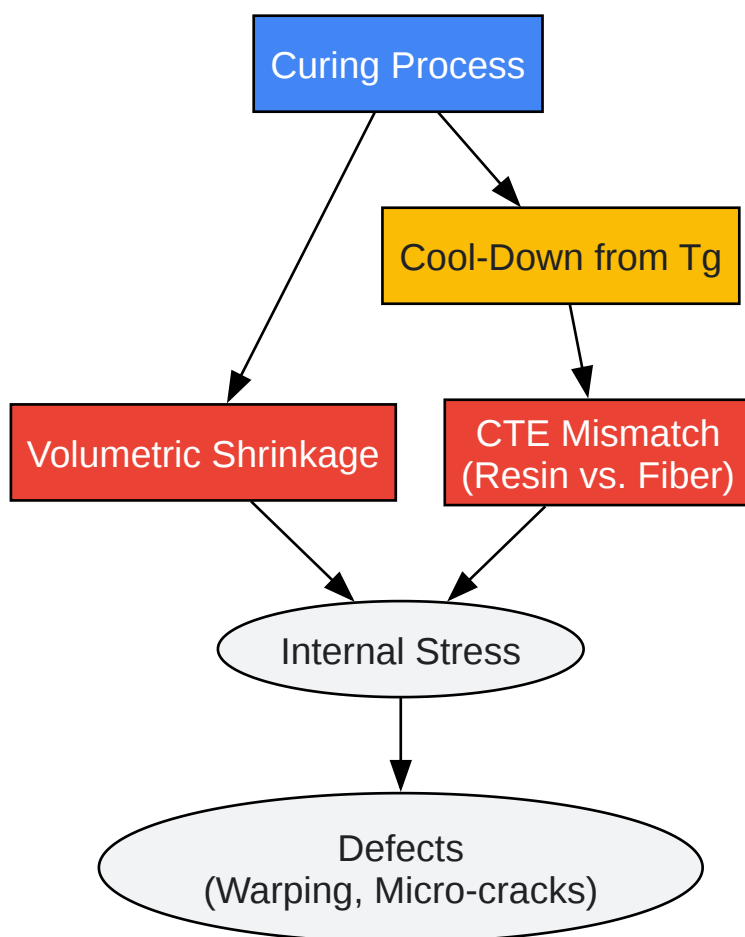 Curing Process
Cool-Down from Tg
Volumetric Shrinkage
CTE Mismatch
(Resin vs. Fiber)
Internal Stress
Defects
(Warping, Micro-cracks)